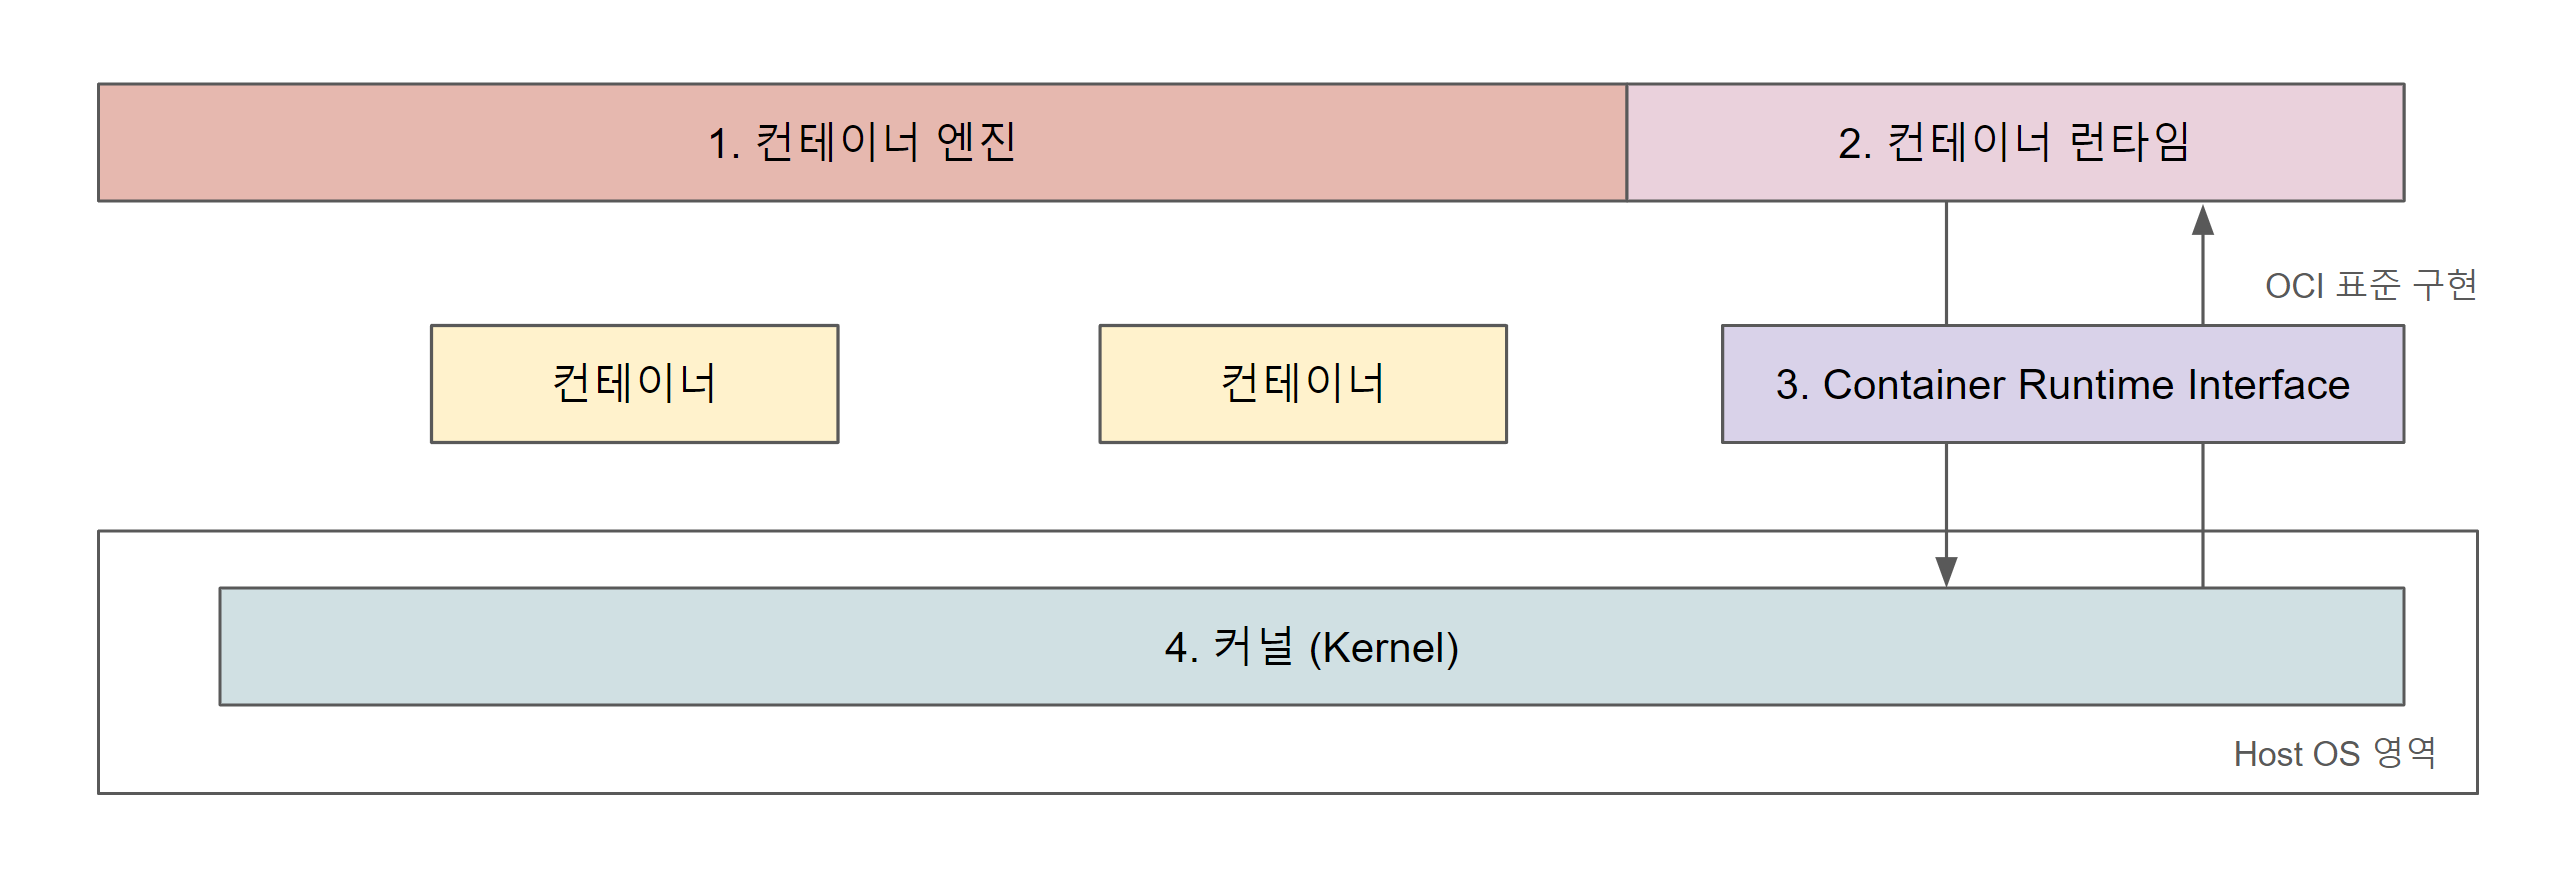 1. 컨테이너 엔진
2. 컨테이너 런타임
OCI 표준 구현
컨테이너
컨테이너
3. Container Runtime Interface
4. 커널 (Kernel)
Host OS 영역